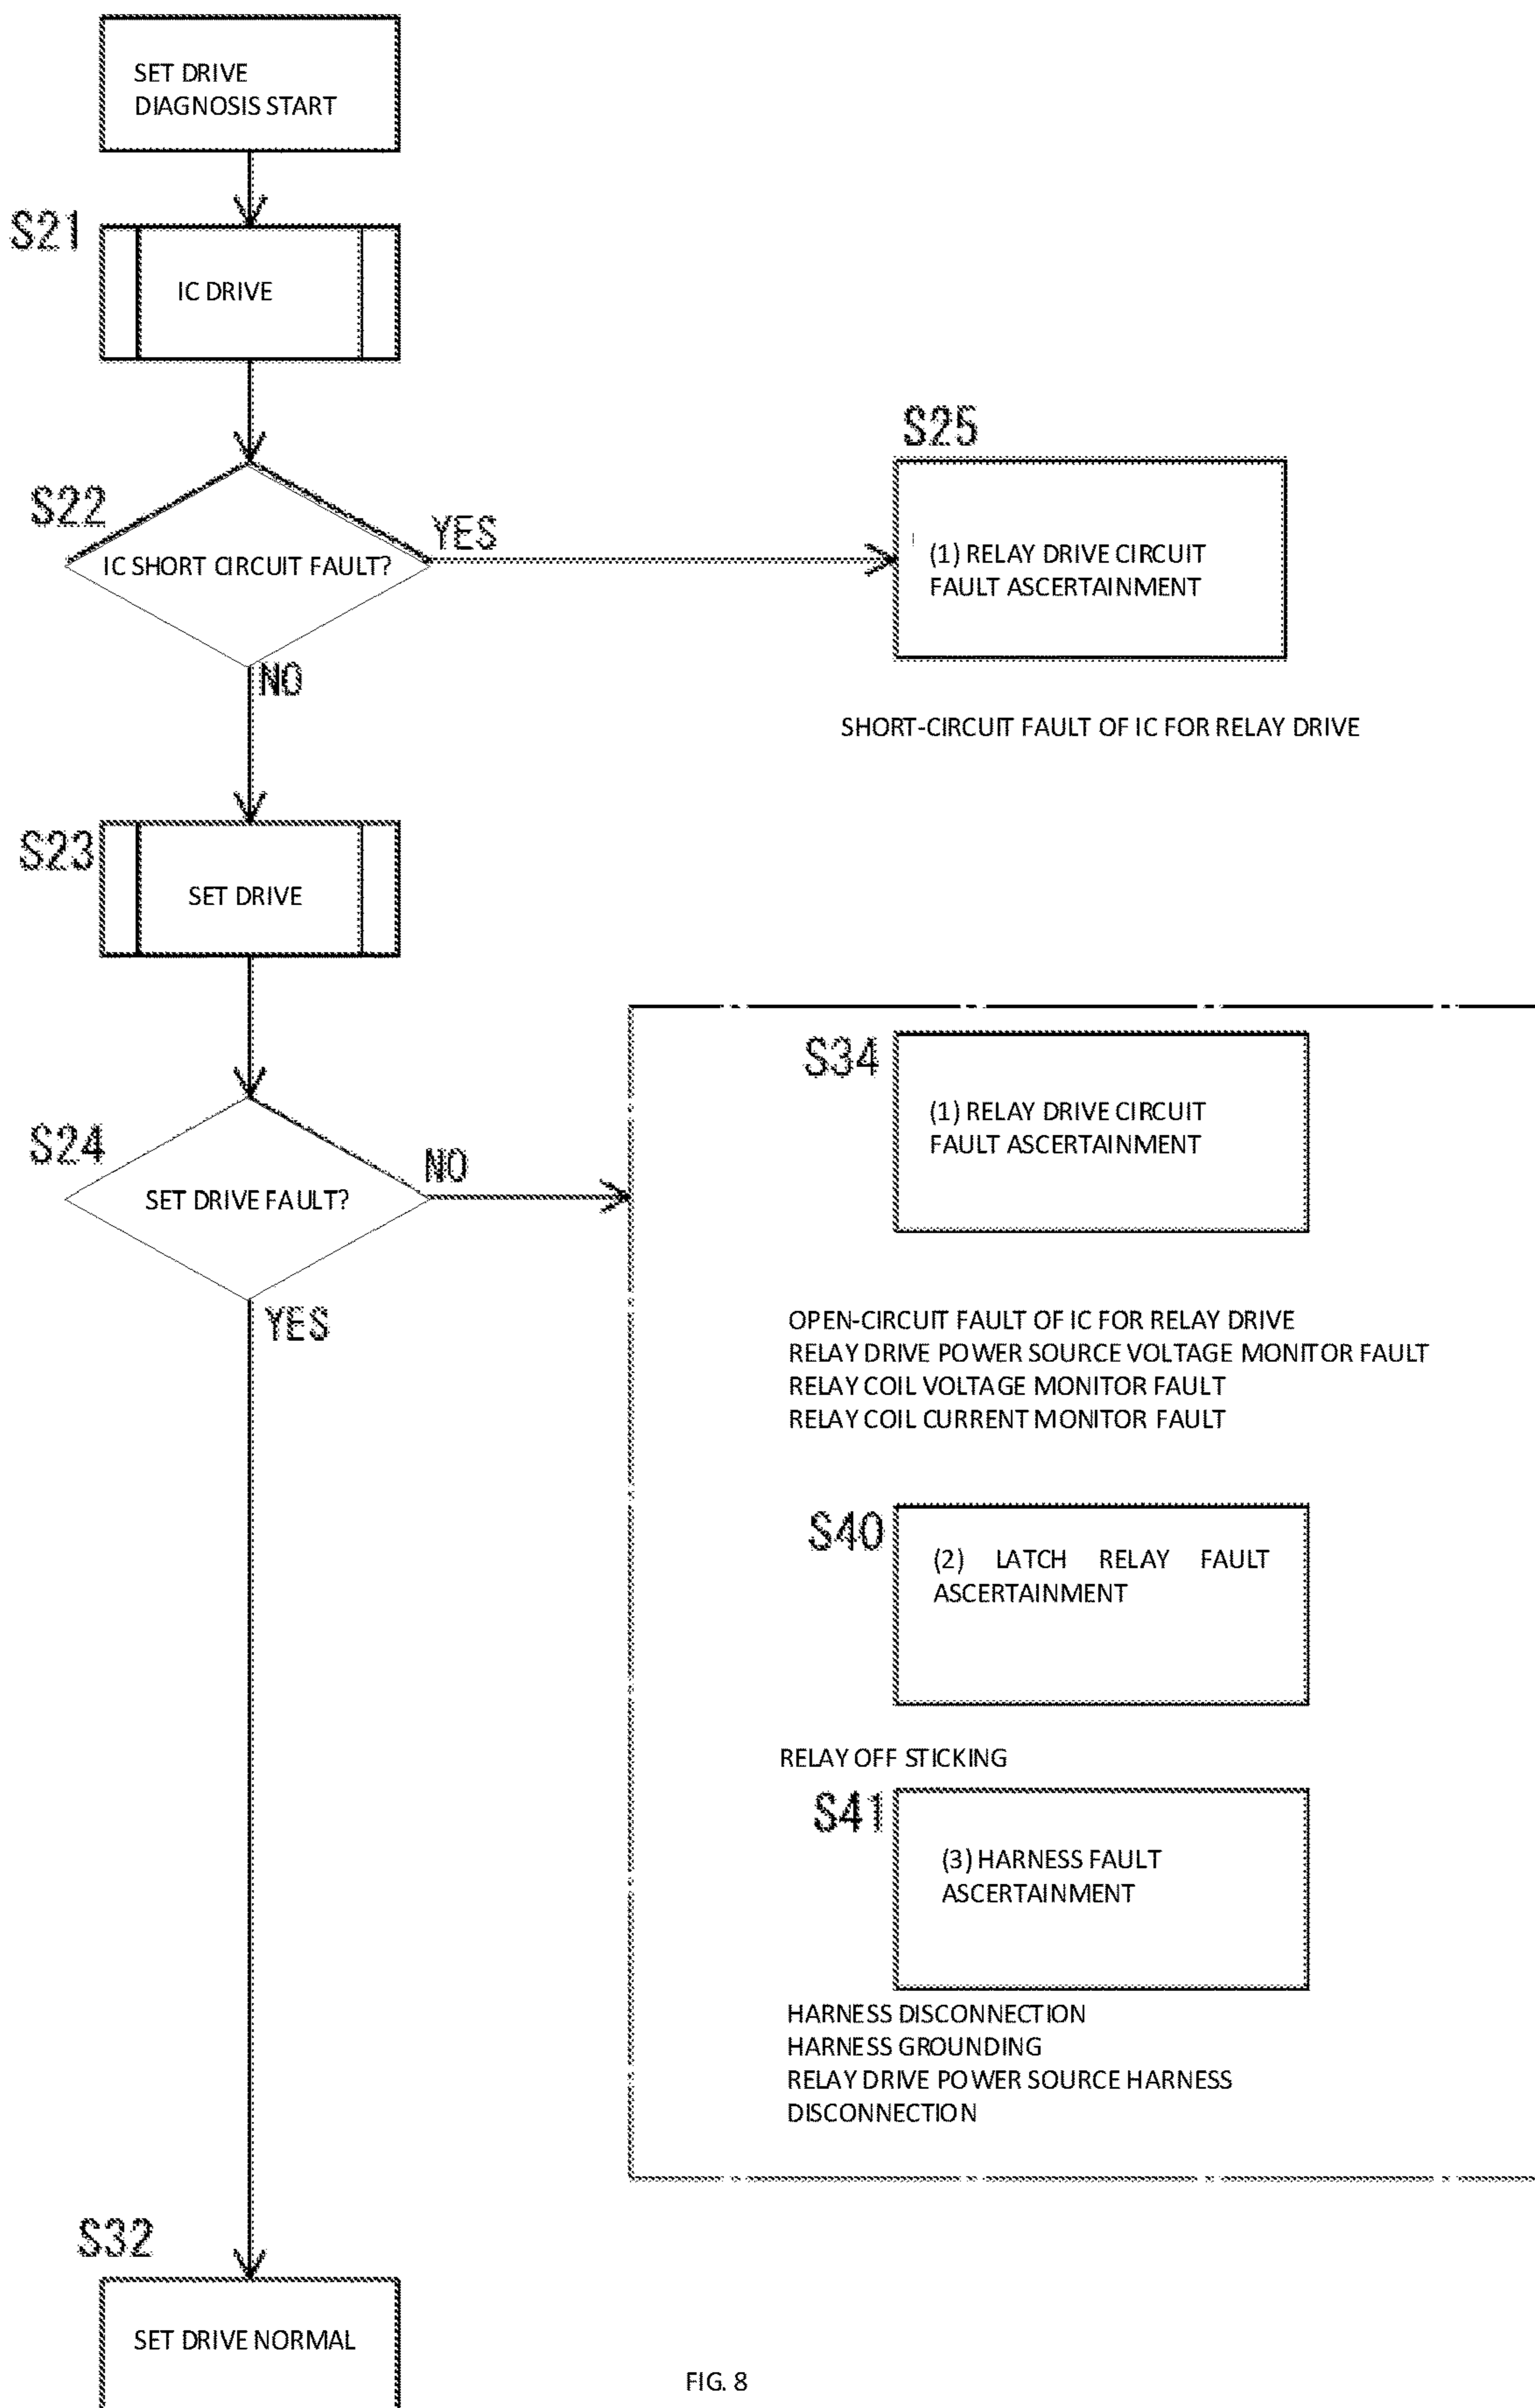 SET DRIVE
DIAGNOSIS START
S21
IC DRIVE
S22
IC SHORT CIRCUIT FAULT?
YES
NO
S25
(1) RELAY DRIVE CIRCUIT
FAULT ASCERTAINMENT
SHORT-CIRCUIT FAULT OF IC FOR RELAY DRIVE
S23
SET DRIVE
S24
SET DRIVE FAULT?
NO
YES
S34
(1) RELAY DRIVE CIRCUIT
FAULT ASCERTAINMENT
OPEN-CIRCUIT FAULT OF IC FOR RELAY DRIVE
RELAY DRIVE POWER SOURCE VOLTAGE MONITOR FAULT
RELAY COIL VOLTAGE MONITOR FAULT
RELAY COIL CURRENT MONITOR FAULT
S40
(2) LATCH RELAY FAULT
ASCERTAINMENT
RELAY OFF STICKING
S41
(3) HARNESS FAULT
ASCERTAINMENT
HARNESS DISCONNECTION
HARNESS GROUNDING
RELAY DRIVE POWER SOURCE HARNESS
DISCONNECTION
S32
SET DRIVE NORMAL
FIG. 8